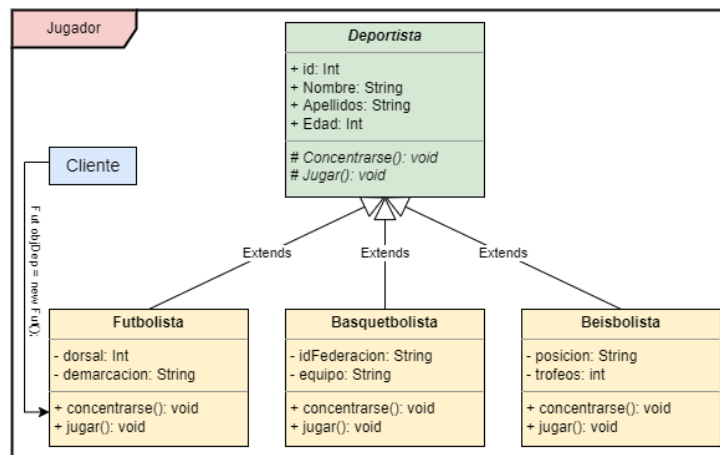 Jugador
Deportista
+ id: Int
+ Nombre: String
+ Apellidos: String
+ Edad: Int
# Concentrarse(): void
# Jugar(): void
Cliente
Fut objDep = new Fut();
Extends
Extends
Extends
Futbolista
- dorsal: Int
- demarcacion: String
+ concentrarse(): void
+ jugar(): void
Basquetbolista
- idFederacion: String
- equipo: String
+ concentrarse(): void
+ jugar(): void
Beisbolista
- posicion: String
- trofeos: int
+ concentrarse(): void
+ jugar(): void